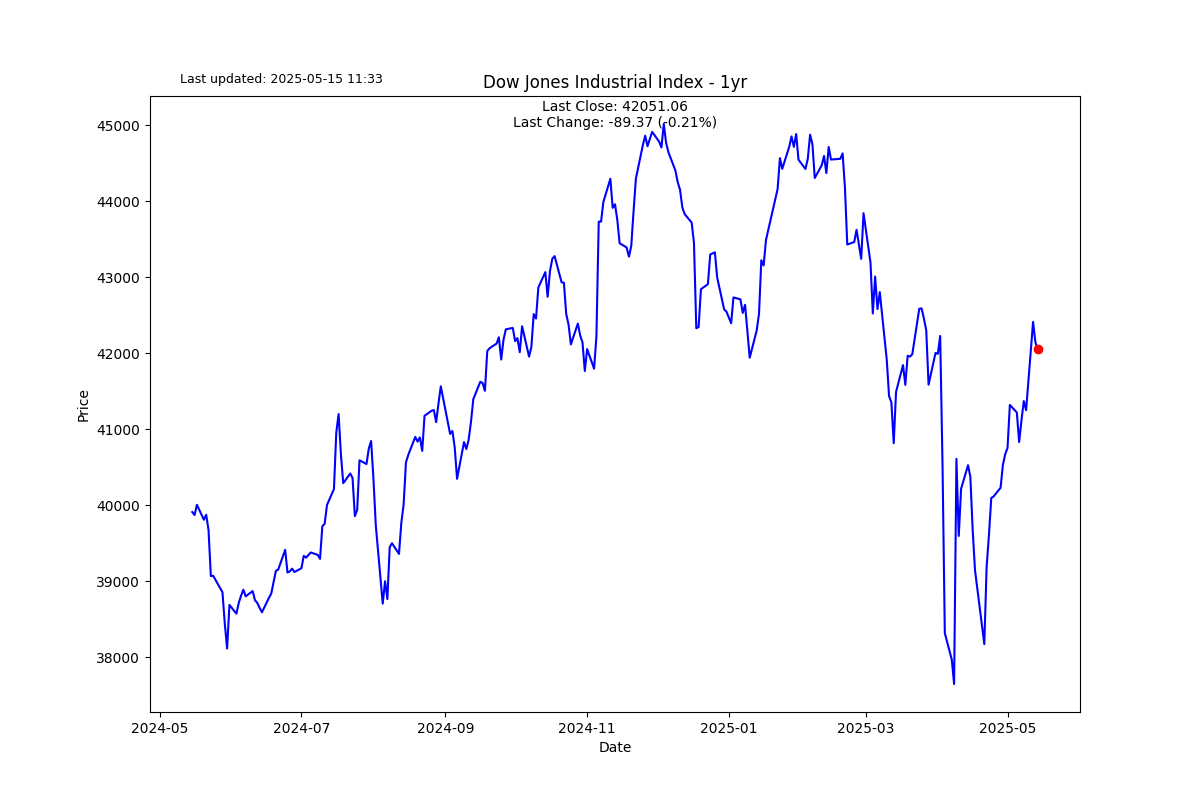 Last updated: 2025-05-15 11:33
Dow Jones Industrial Index - 1yr
Last Close: 42051.06
Last Change: -89.37 (-0.21%)
45000
44000
43000
42000
41000
40000
39000
38000
Price
2024-05
2024-07
2024-09
2024-11
2025-01
2025-03
2025-05
Date